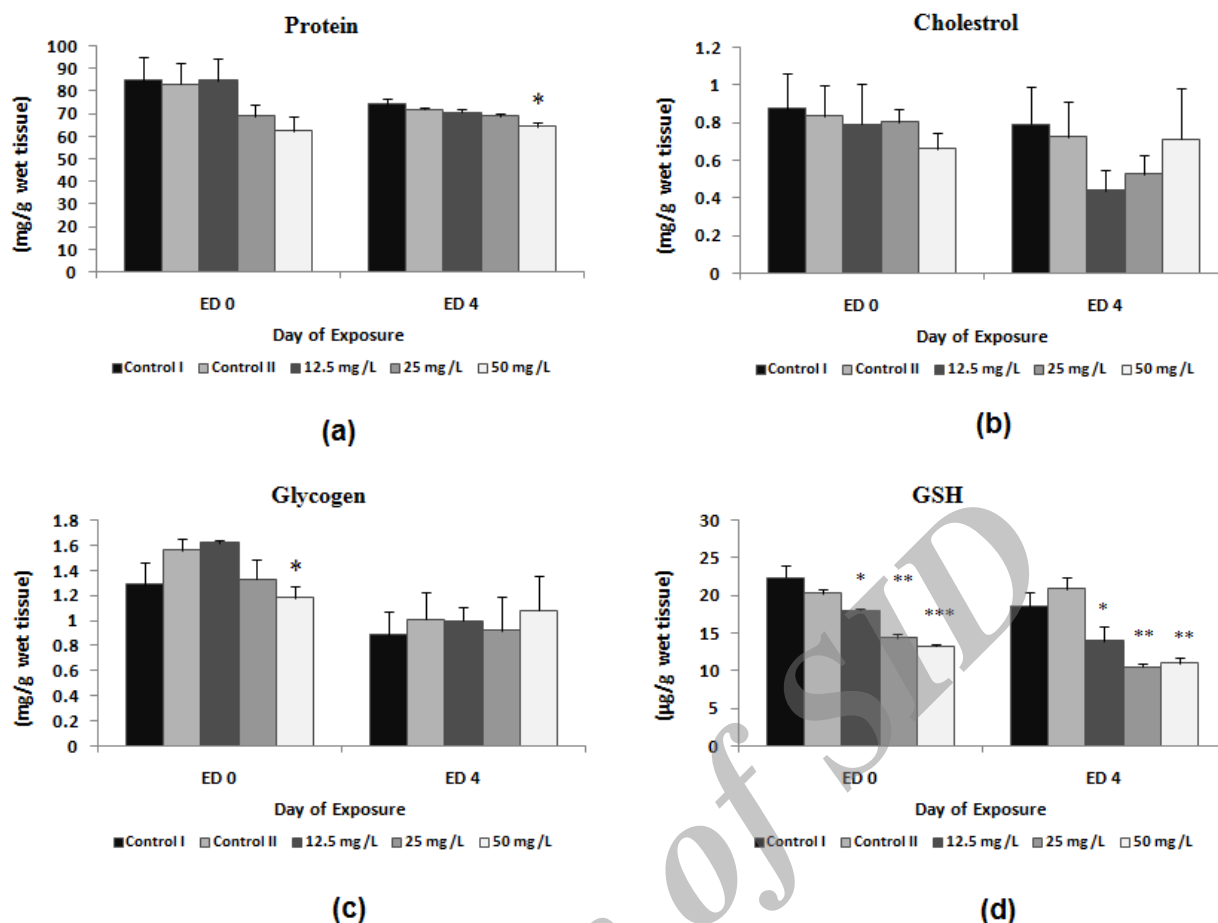 Protein
(mg/g wet tissue)
100
90
80
70
60
50
40
30
20
10
0
*
ED 0
ED 4
Day of Exposure
Control I Control II 12.5 mg/L 25 mg/L 50 mg/L
(a)
Cholestrol
(mg/g wet tissue)
1.2
1
0.8
0.6
0.4
0.2
0
ED 0
ED 4
Day of Exposure
Control I Control II 12.5 mg/L 25 mg/L 50 mg/L
(b)
Glycogen
(mg/g wet tissue)
1.8
1.6
1.4
1.2
1
0.8
0.6
0.4
0.2
0
*
ED 0
ED 4
Day of Exposure
Control I Control II 12.5 mg/L 25 mg/L 50 mg/L
(c)
GSH
(µg/g wet tissue)
30
25
20
15
10
5
0
* ** ***
* ** **
ED 0
ED 4
Day of Exposure
Control I Control II 12.5 mg/L 25 mg/L 50 mg/L
(d)
of SID